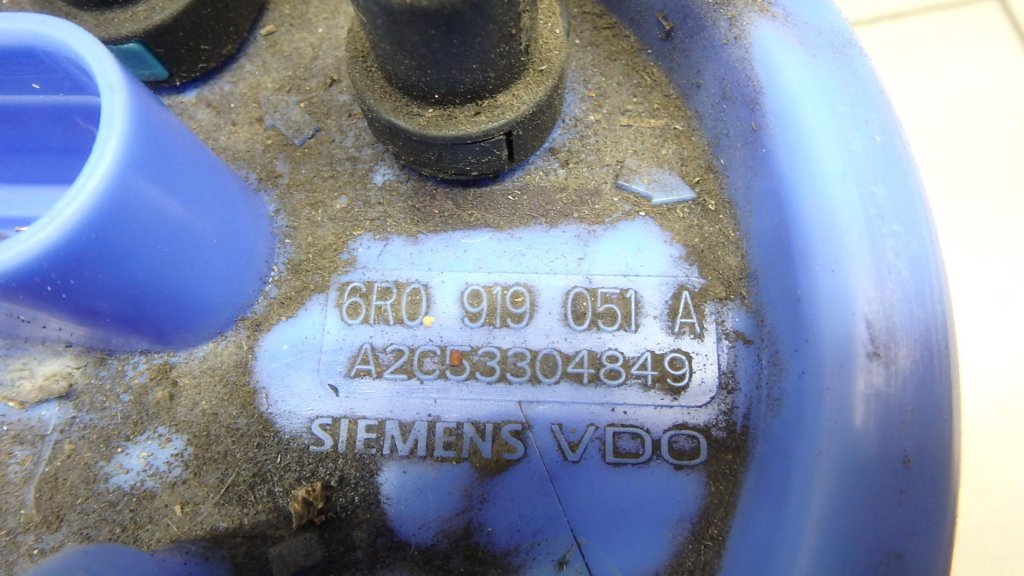 6R0 919 051 A
A2C53304849
SIEMENS VDO